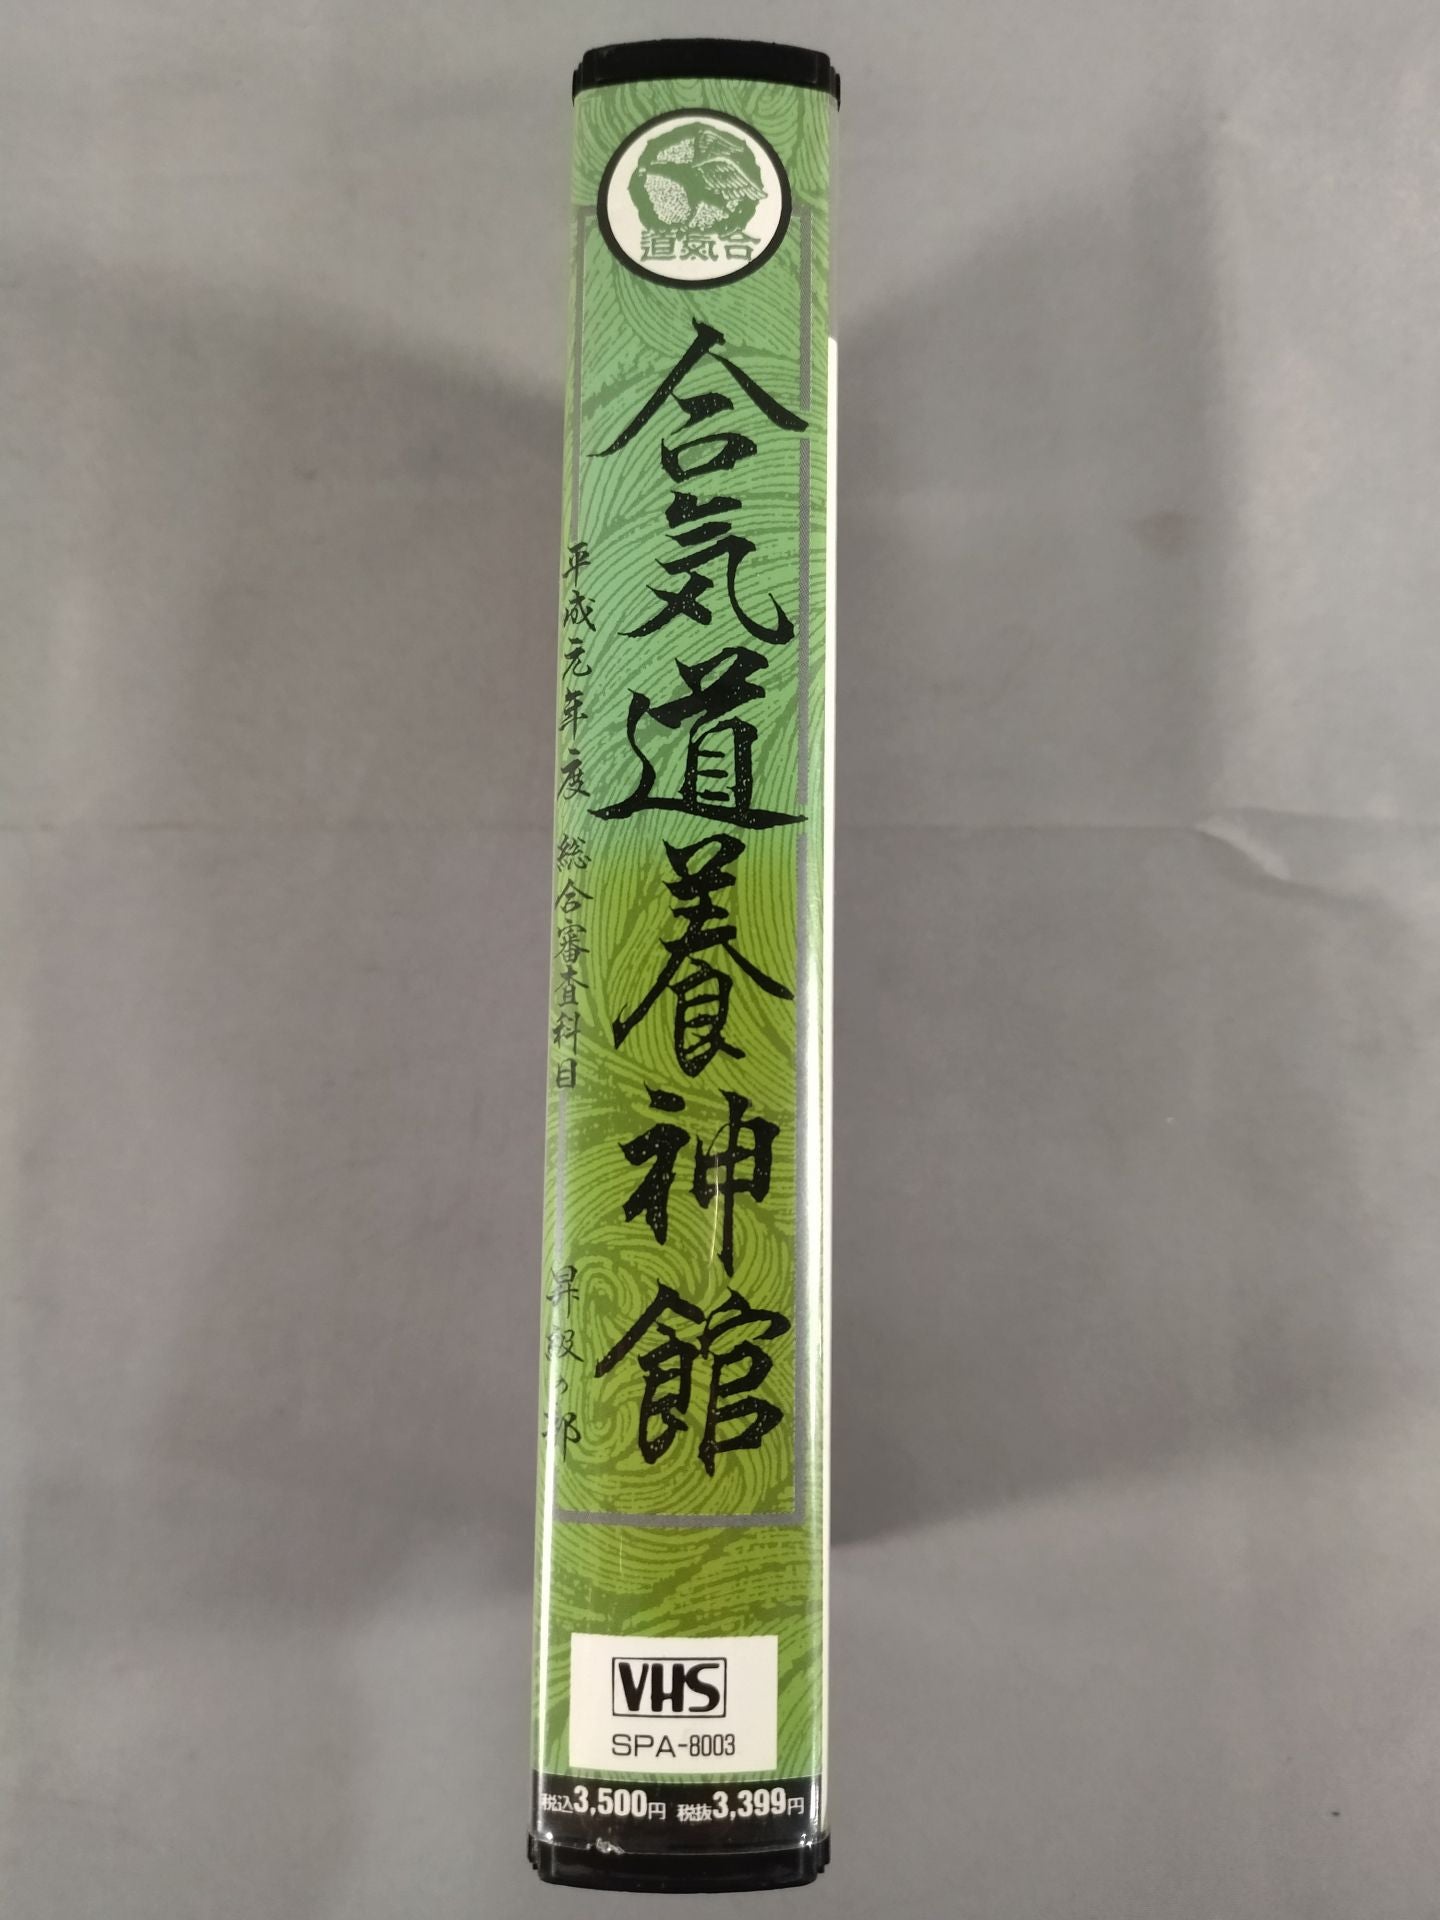 道氣合
合気道養神館
平成元年度 総合審査科目 昇級の部
VHS
SPA-8003
税込3,500円 税抜3,399円